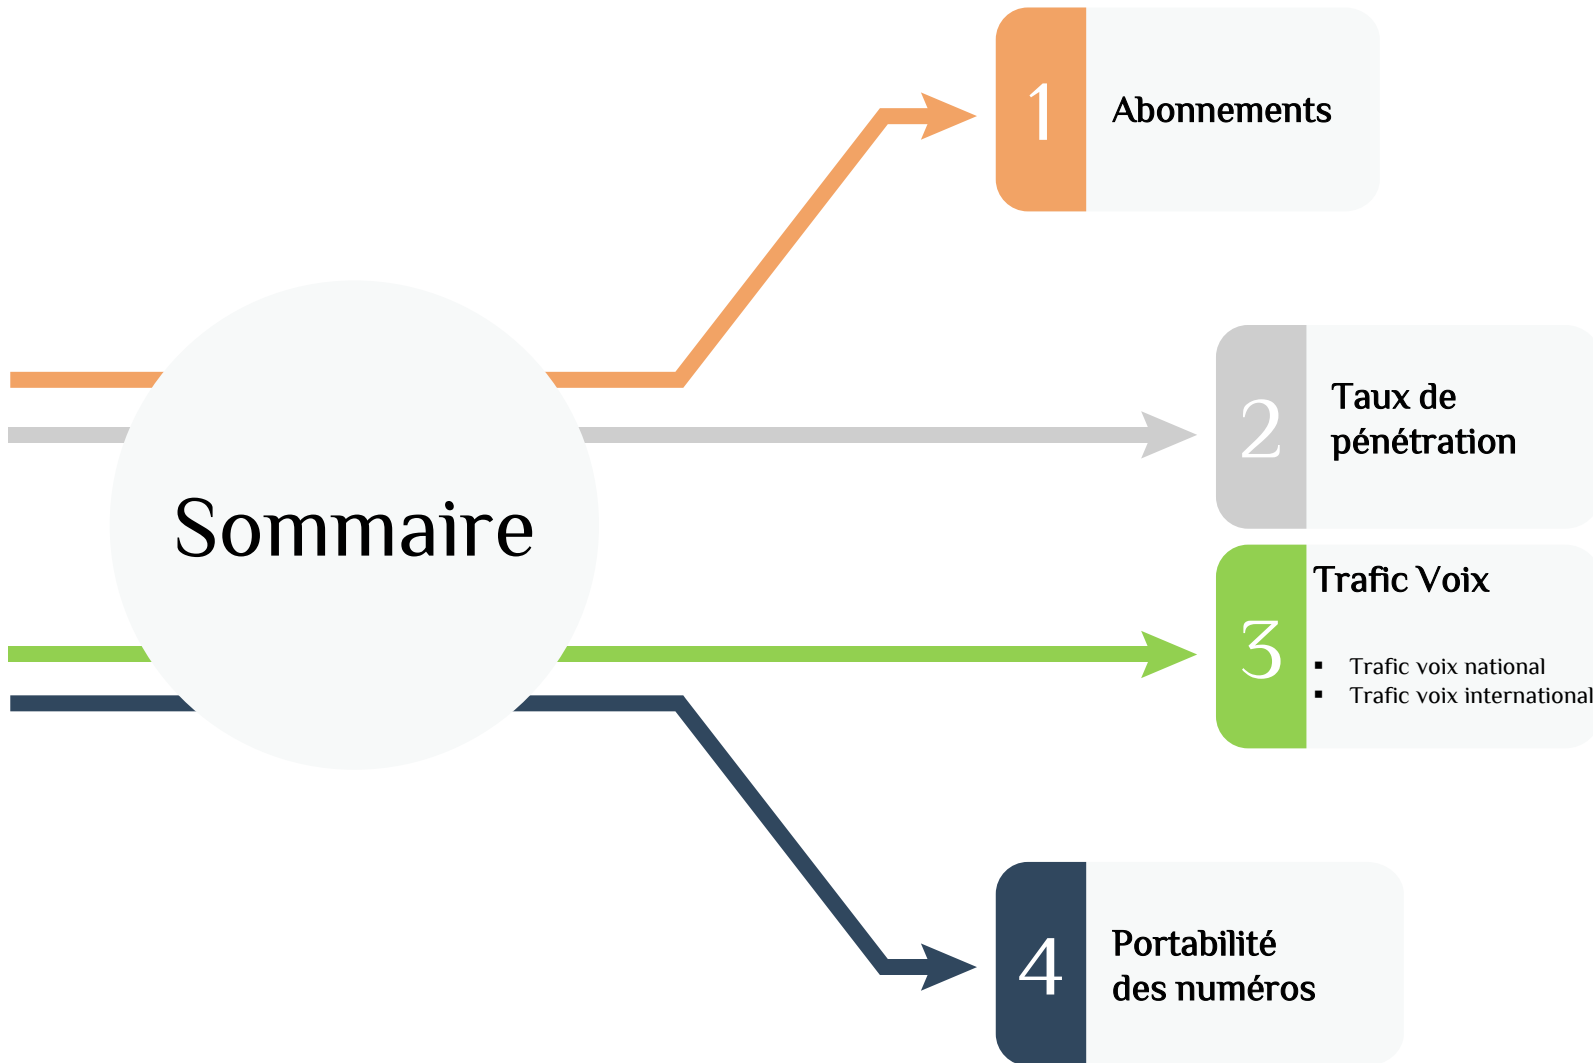 Sommaire
1
Abonnements
2
Taux de
pénétration
3
Trafic Voix
▪ Trafic voix national
▪ Trafic voix international
4
Portabilité
des numéros